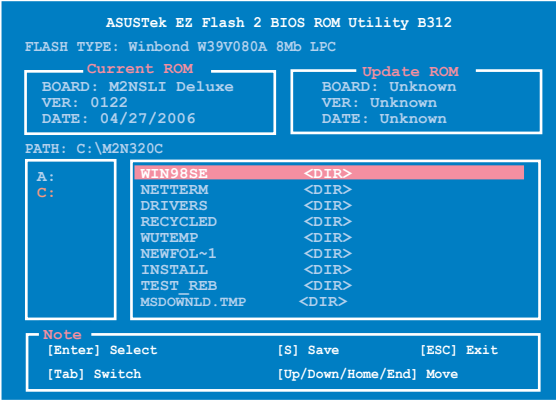 ASUSTek EZ Flash 2 BIOS ROM Utility B312
FLASH TYPE: Winbond W39V080A 8Mb LPC
Current ROM
BOARD: M2NSLI Deluxe
VER: 0122
DATE: 04/27/2006
Update ROM
BOARD: Unknown
VER: Unknown
DATE: Unknown
PATH: C:\M2N320C
A:
C:
WIN98SE <DIR>
NETTERM <DIR>
DRIVERS <DIR>
RECYCLED <DIR>
WUTEMP <DIR>
NEWFOL~1 <DIR>
INSTALL <DIR>
TEST_REB <DIR>
MSDOWNLD.TMP <DIR>
Note
[Enter] Select [S] Save [ESC] Exit
[Tab] Switch [Up/Down/Home/End] Move